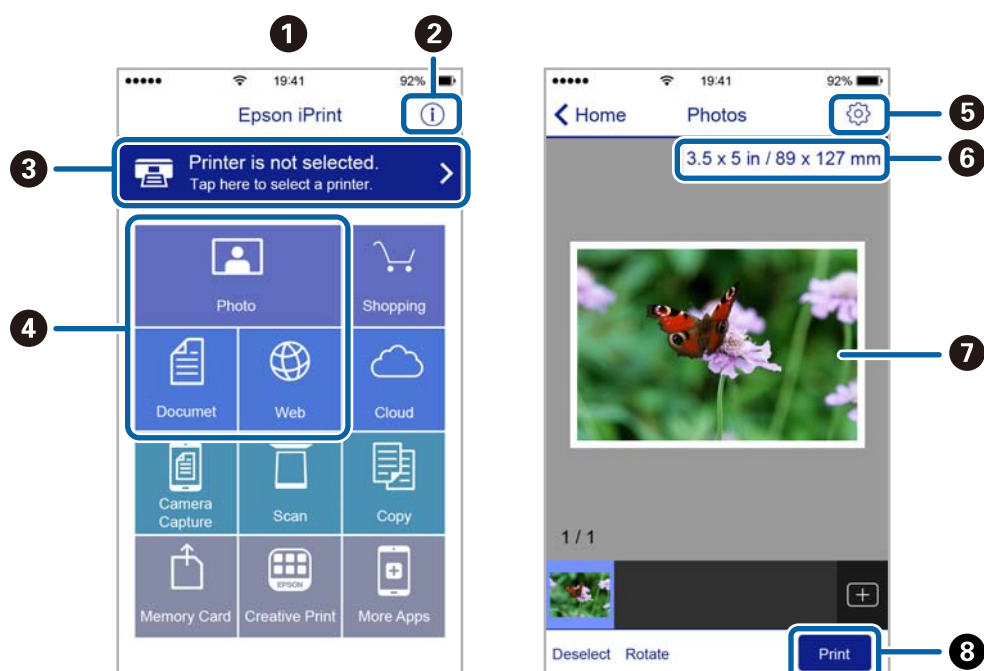 1
2
19:41
92%
Epson iPrint
i
3
Printer is not selected.
Tap here to select a printer.
4
Photo
Shopping
Documet
Web
Cloud
Camera
Capture
Scan
Copy
EPSON
Memory Card
Creative Print
More Apps
19:41
92%
Home
Photos
5
3.5 x 5 in / 89 x 127 mm
6
7
1 / 1
Deselect
Rotate
Print
8